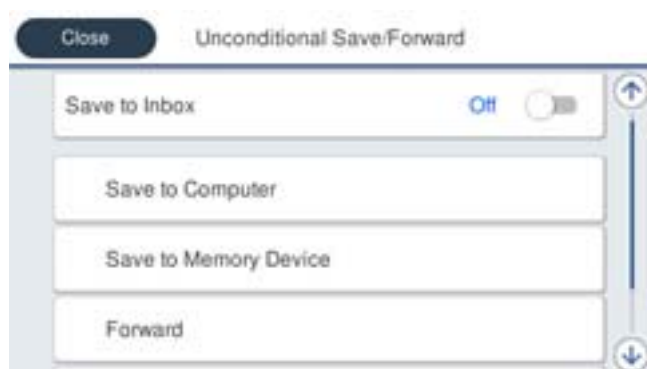 Close Unconditional Save/Forward
Save to Inbox Off
Save to Computer
Save to Memory Device
Forward